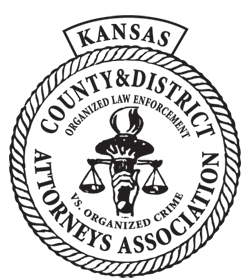 KANSAS
COUNTY&DISTRICT
ATTORNEYS ASSOCIATION
ORGANIZED LAW ENFORCEMENT
VS. ORGANIZED CRIME